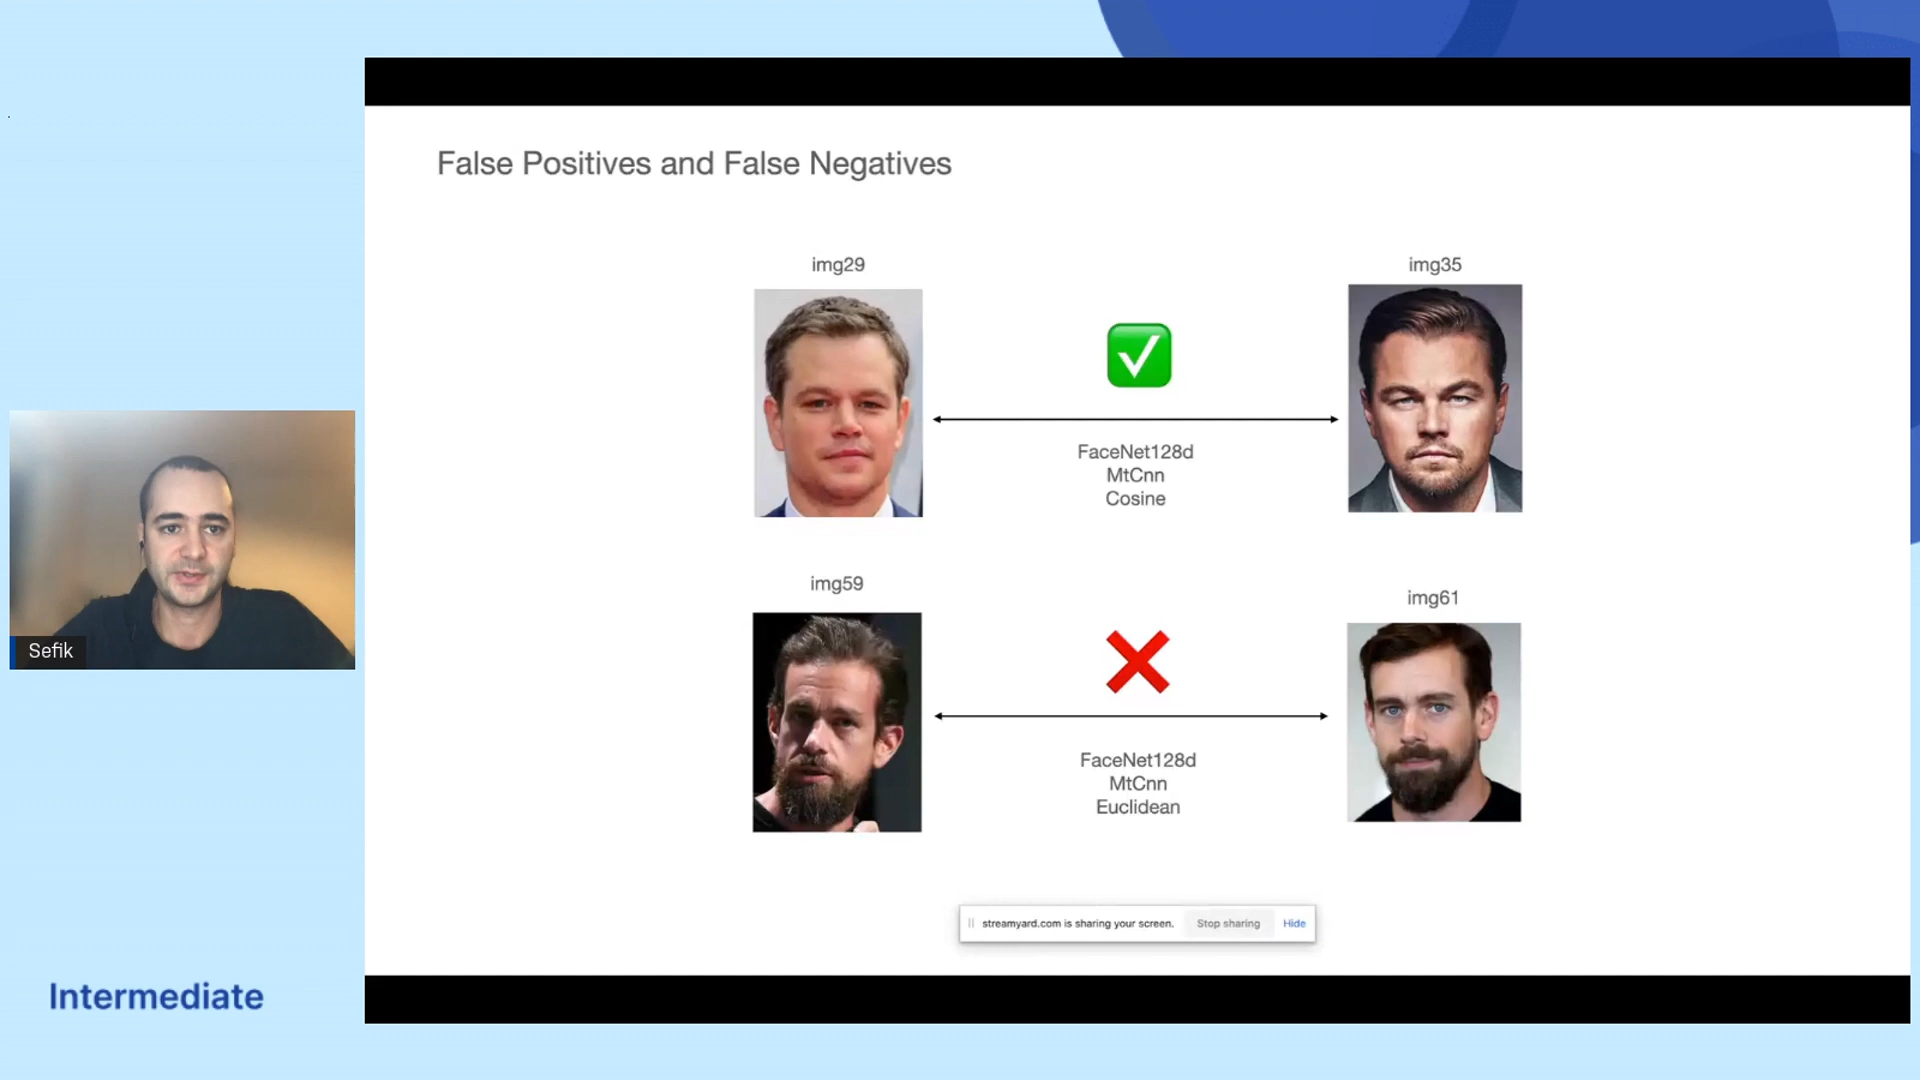 False Positives and False Negatives
img29
img35
FaceNet128d
MtCnn
Cosine
img59
img61
FaceNet128d
MtCnn
Euclidean
Sefik
streamyard.com is sharing your screen. Stop sharing Hide
Intermediate